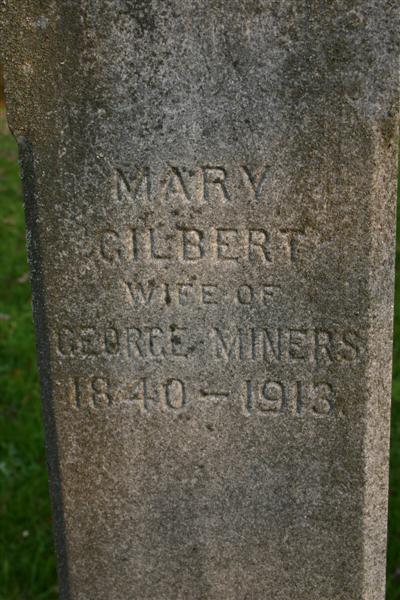 MARY
GILBERT
WIFE OF
GEORGE MINERS
1840 – 1913